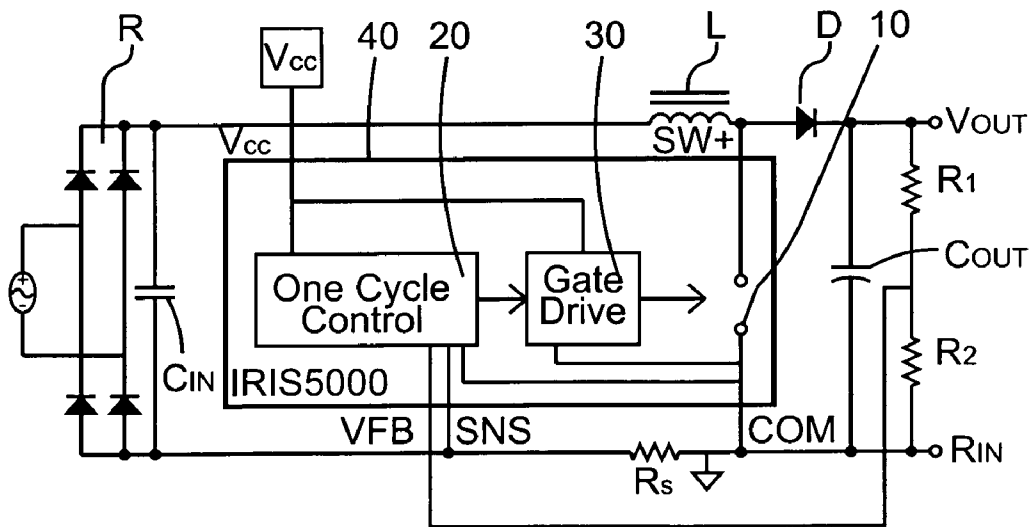 R
40
20
30
L
D
10
Vcc
Vcc
SW+
VOUT
R1
COUT
One Cycle
Control
Gate
Drive
R2
CIN
IRIS5000
VFB
SNS
COM
RIN
Rs